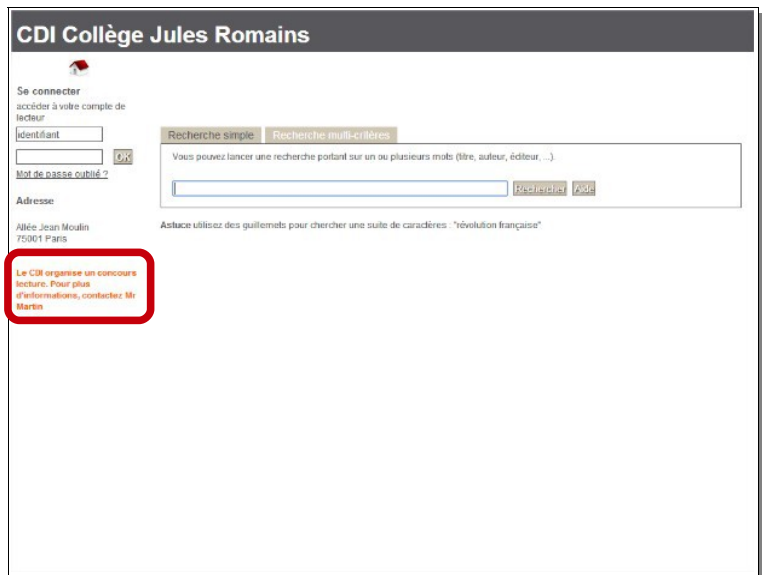 CDI Collège Jules Romains
Se connecter
accéder à votre compte de
lecteur
identifiant
OK
Mot de passe oublié ?
Adresse
Allée Jean Moulin
75001 Paris
Le CDI organise un concours
lecture. Pour plus
d'informations, contactez Mr
Martin
Recherche simple
Recherche multi-critères
Vous pouvez lancer une recherche portant sur un ou plusieurs mots (titre, auteur, éditeur, ...).
Rechercher
Aide
Astuce utilisez des guillemets pour chercher une suite de caractères : "révolution française"